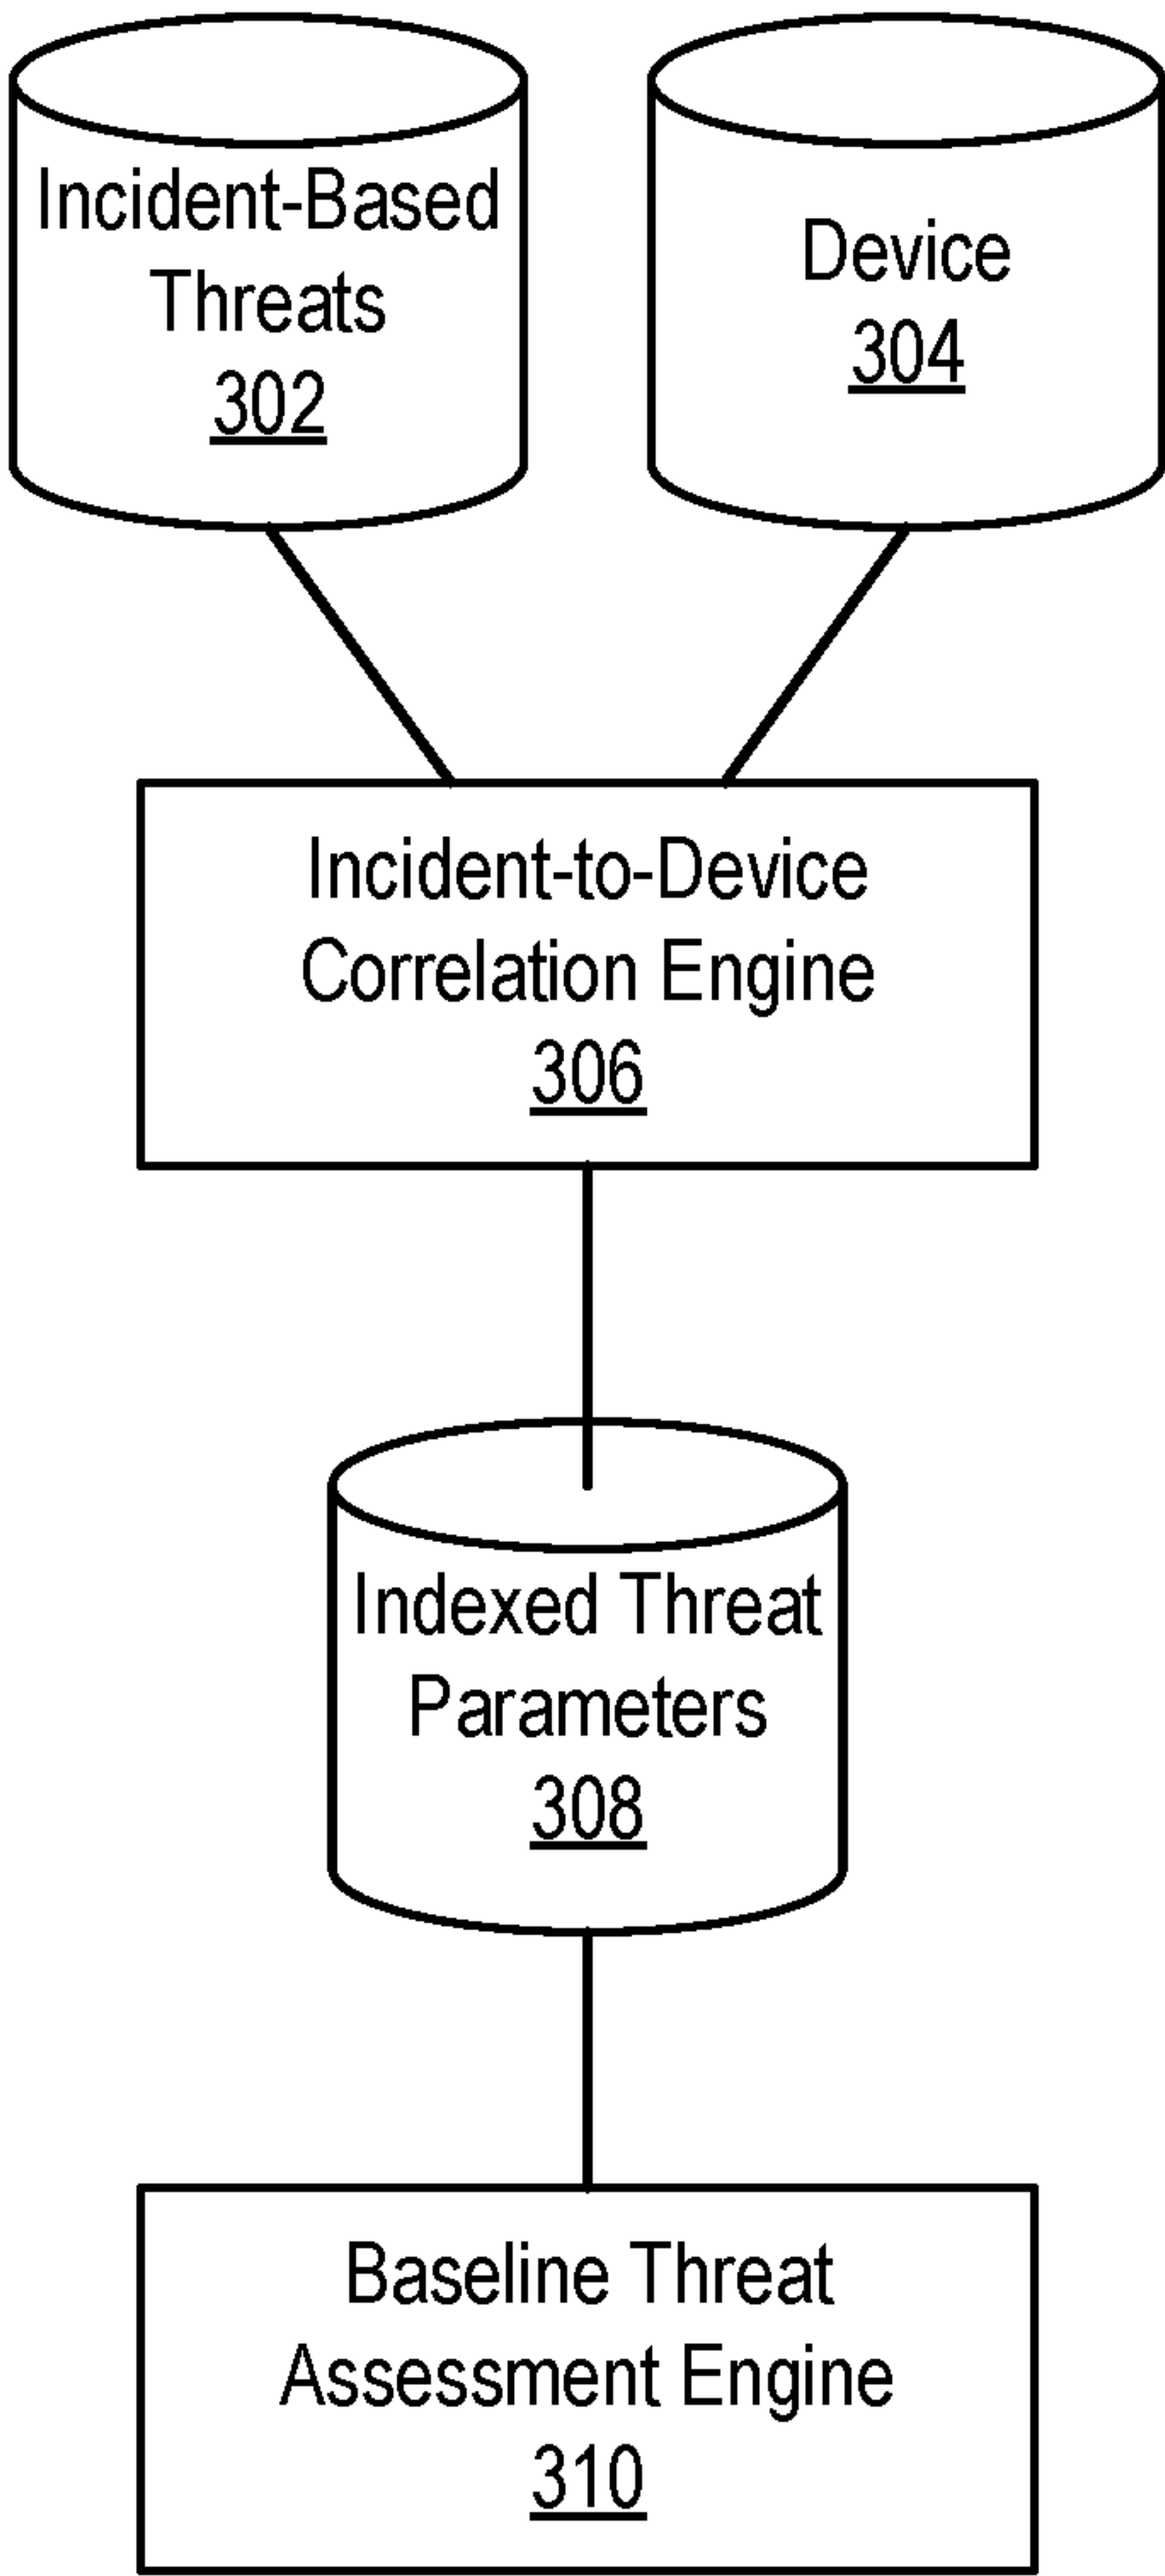 Incident-Based
Threats
302
Device
304
Incident-to-Device
Correlation Engine
306
Indexed Threat
Parameters
308
Baseline Threat
Assessment Engine
310